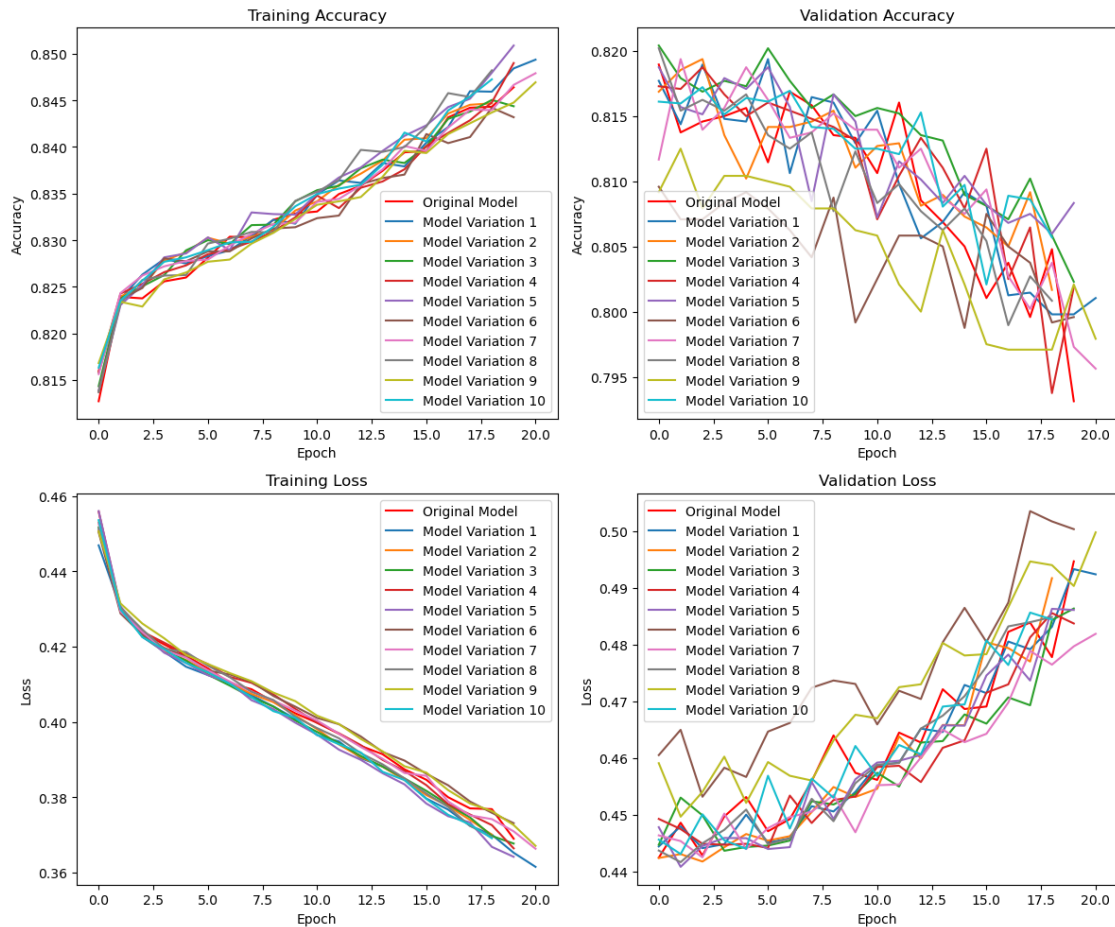 Training Accuracy
0.850
0.845
0.840
0.835
0.830
0.825
0.820
0.815
Accuracy
0.0 2.5 5.0 7.5 10.0 12.5 15.0 17.5 20.0
Epoch
Original Model
Model Variation 1
Model Variation 2
Model Variation 3
Model Variation 4
Model Variation 5
Model Variation 6
Model Variation 7
Model Variation 8
Model Variation 9
Model Variation 10
Validation Accuracy
0.820
0.815
0.810
0.805
0.800
0.795
Accuracy
0.0 2.5 5.0 7.5 10.0 12.5 15.0 17.5 20.0
Epoch
Original Model
Model Variation 1
Model Variation 2
Model Variation 3
Model Variation 4
Model Variation 5
Model Variation 6
Model Variation 7
Model Variation 8
Model Variation 9
Model Variation 10
Training Loss
0.46
0.44
0.42
0.40
0.38
0.36
Loss
0.0 2.5 5.0 7.5 10.0 12.5 15.0 17.5 20.0
Epoch
Original Model
Model Variation 1
Model Variation 2
Model Variation 3
Model Variation 4
Model Variation 5
Model Variation 6
Model Variation 7
Model Variation 8
Model Variation 9
Model Variation 10
Validation Loss
0.50
0.49
0.48
0.47
0.46
0.45
0.44
Loss
0.0 2.5 5.0 7.5 10.0 12.5 15.0 17.5 20.0
Epoch
Original Model
Model Variation 1
Model Variation 2
Model Variation 3
Model Variation 4
Model Variation 5
Model Variation 6
Model Variation 7
Model Variation 8
Model Variation 9
Model Variation 10